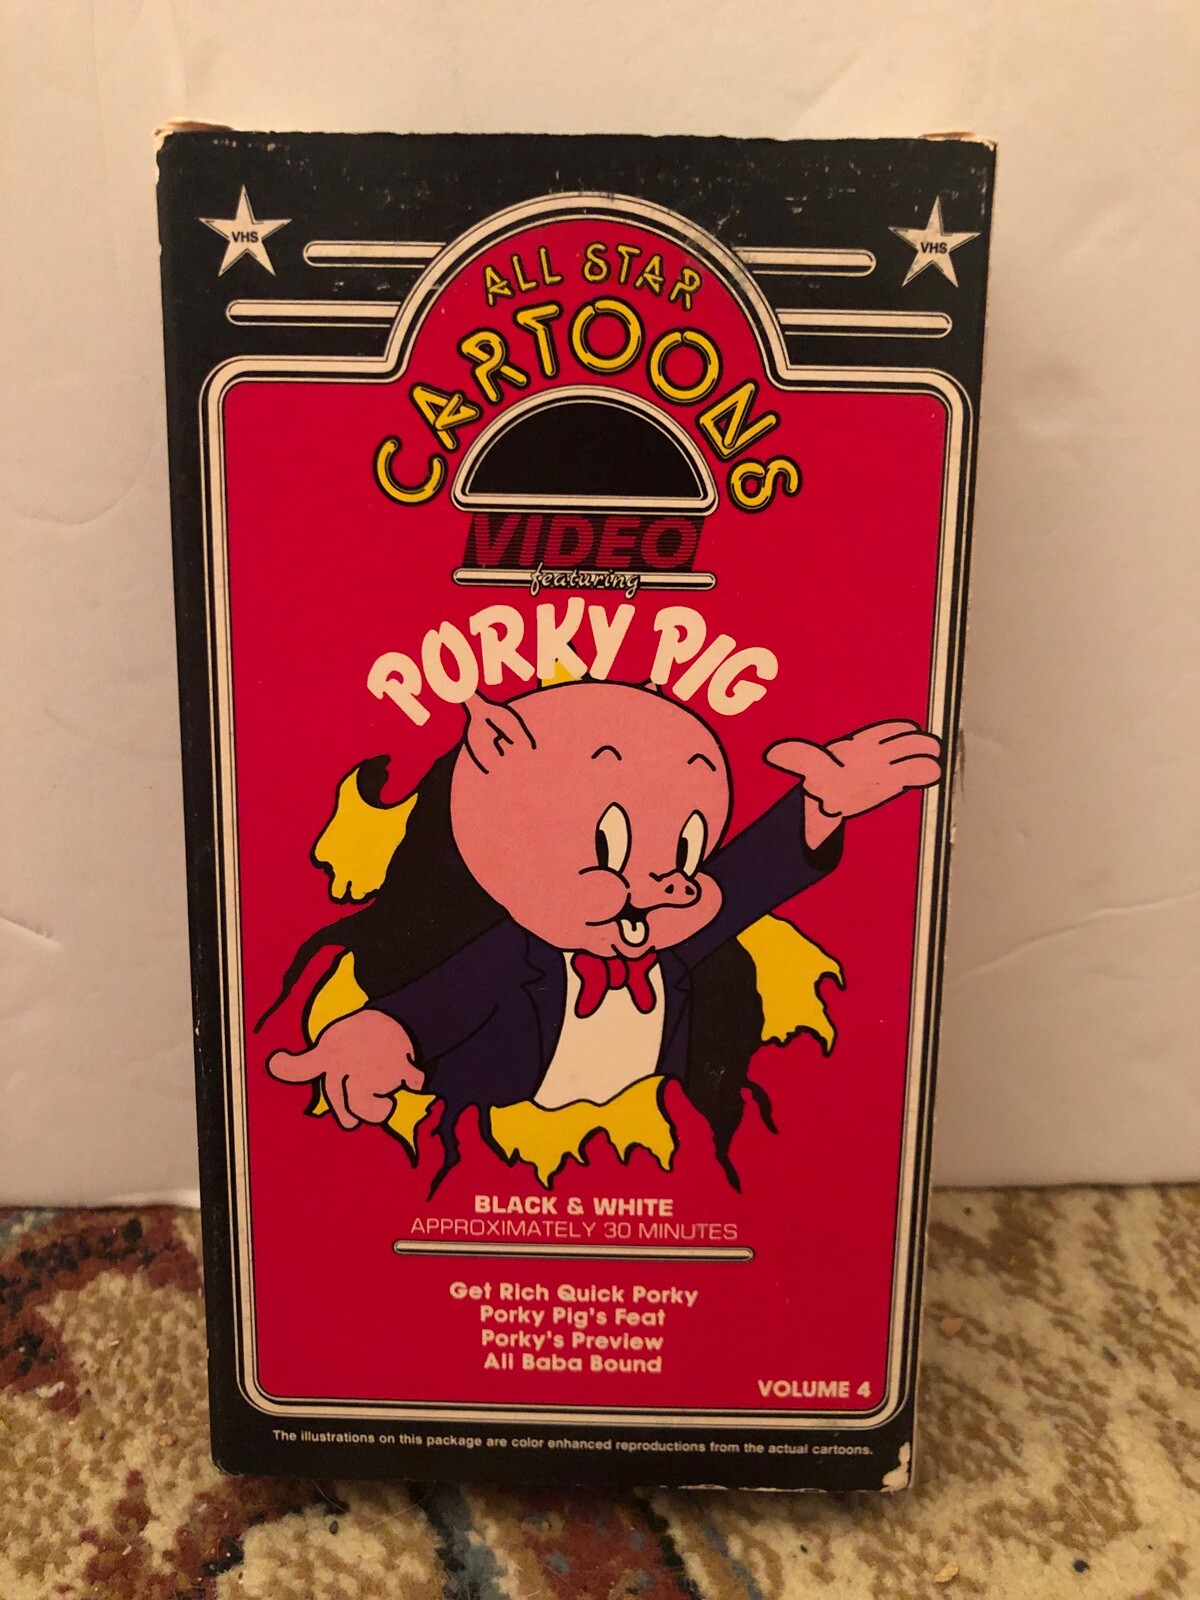 VHS
VHS
ALL STAR
CARTOONS
VIDEO
featuring
PORKY PIG
BLACK & WHITE
APPROXIMATELY 30 MINUTES
Get Rich Quick Porky
Porky Pig's Feat
Porky's Preview
Ali Baba Bound
VOLUME 4
The illustrations on this package are color enhanced reproductions from the actual cartoons.